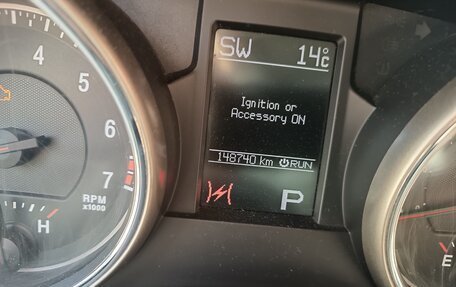 SW 14°C
4
5
6
7
Ignition or
Accessory ON
148740 km RUN
RPM
x1000
P
H
E